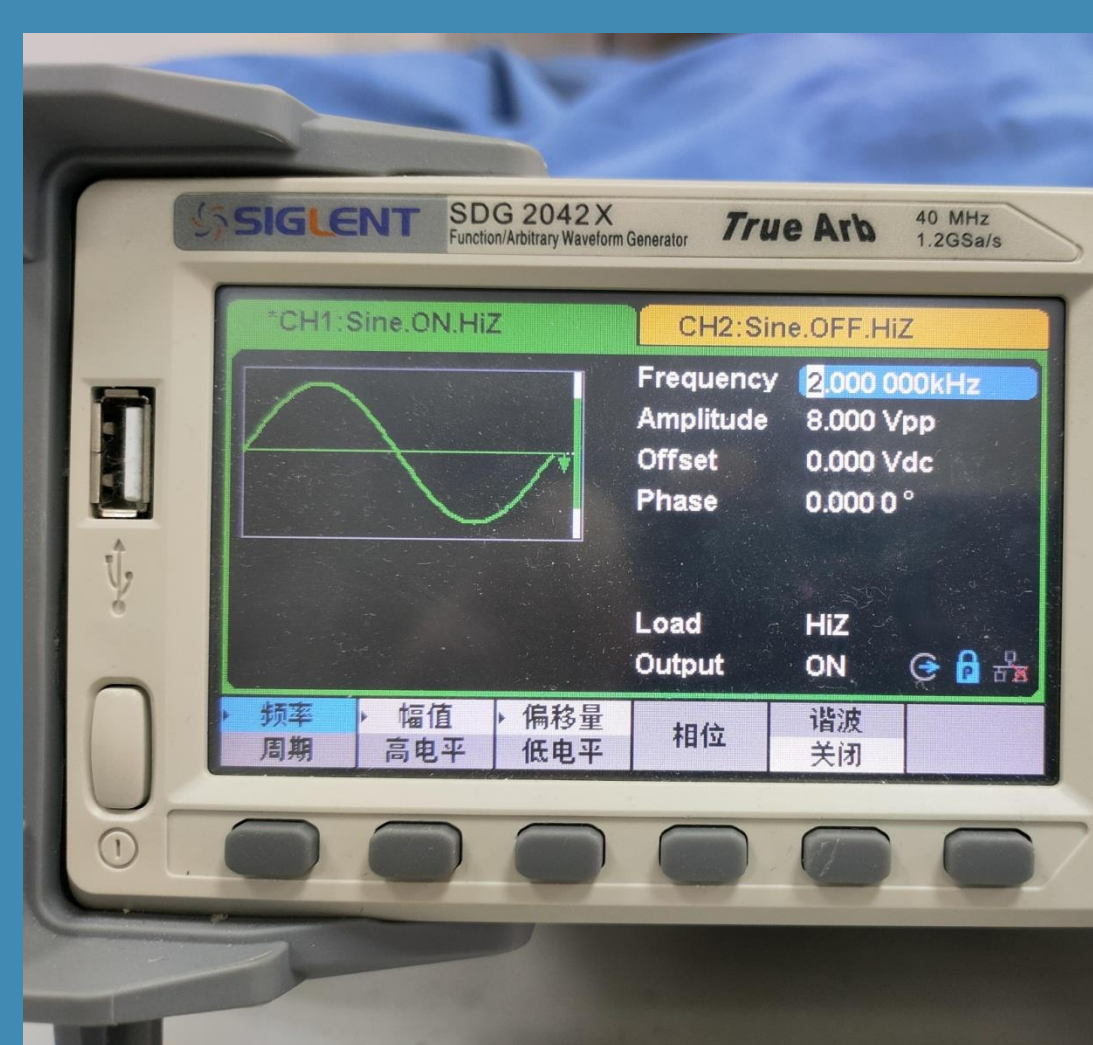 SIGLENT SDG 2042X True Arb 40 MHz
Function/Arbitrary Waveform Generator 1.2GSa/s
*CH1:Sine.ON.HiZ CH2:Sine.OFF.HiZ
Frequency 2.000 000kHz
Amplitude 8.000 Vpp
Offset 0.000 Vdc
Phase 0.000 0 °
Load HiZ
Output ON
P
频率 幅值 偏移量 相位 谐波
周期 高电平 低电平 关闭